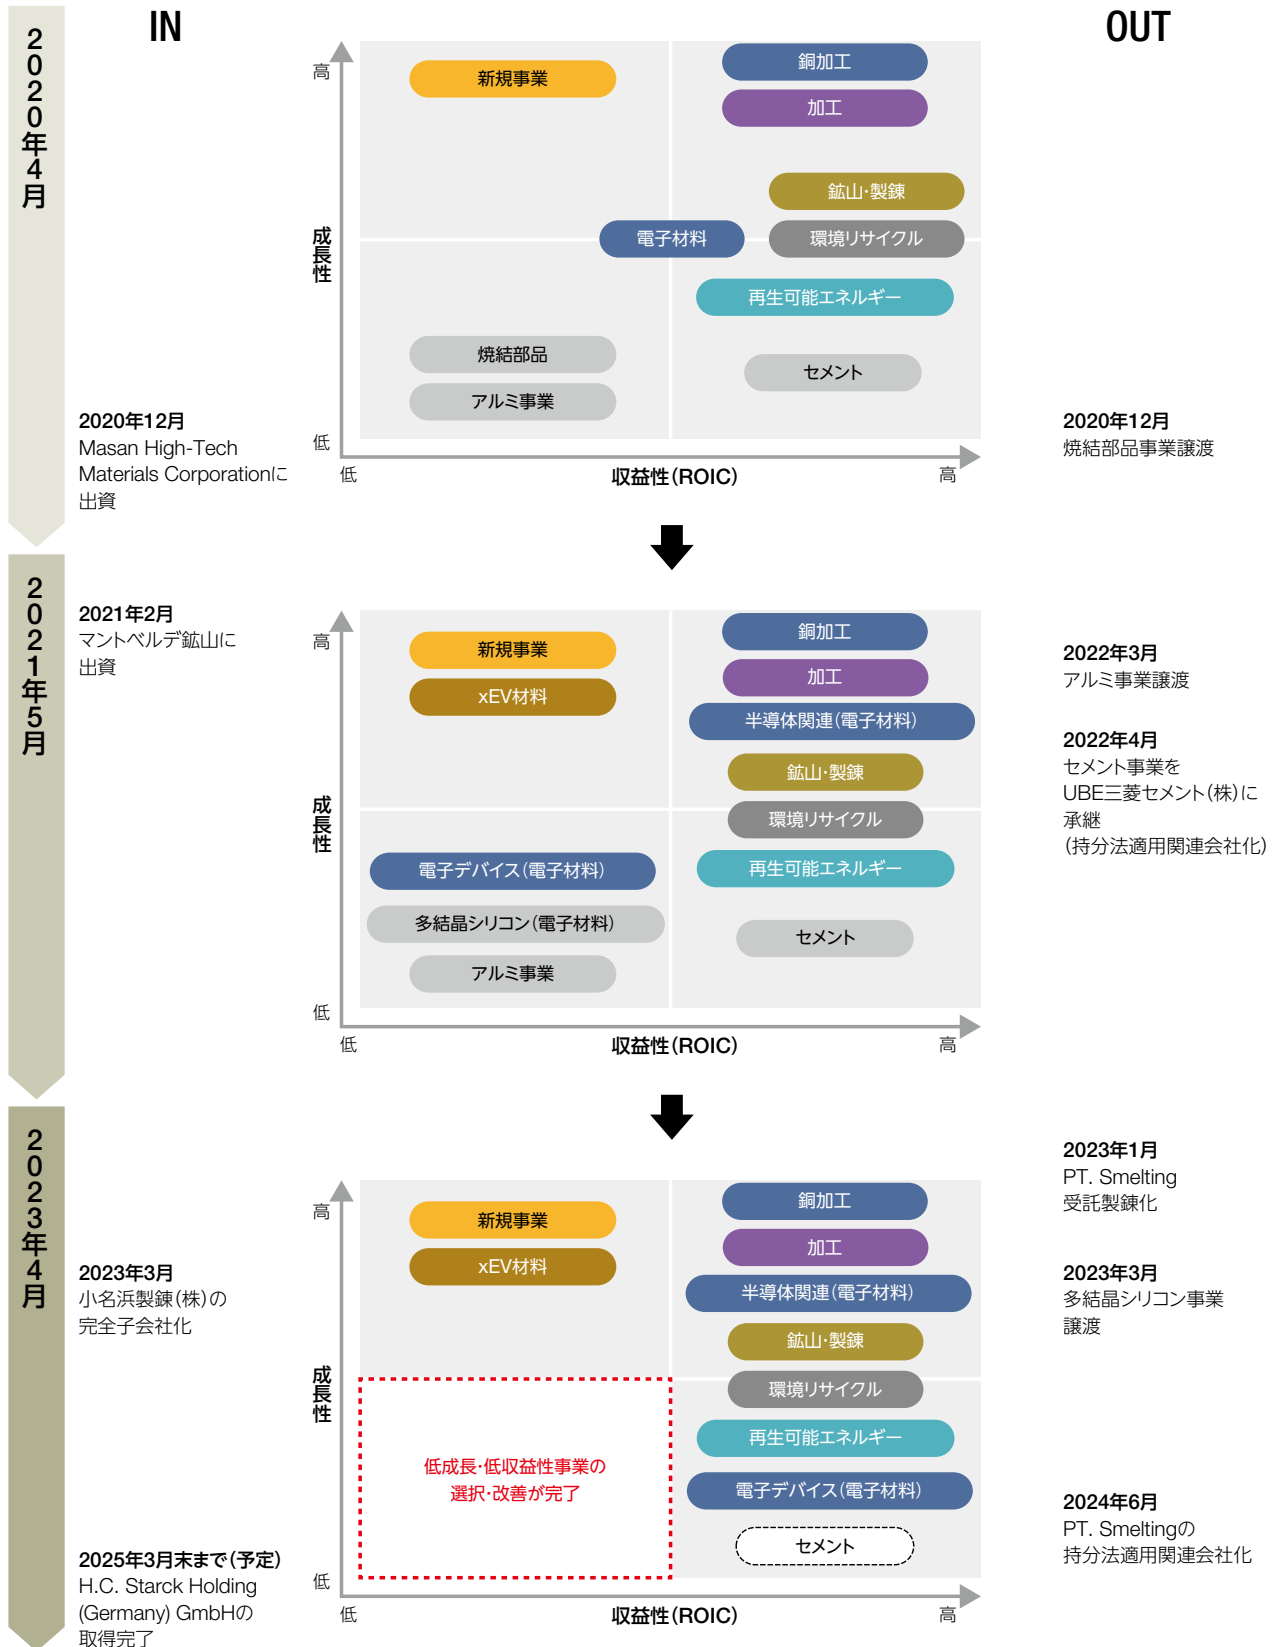 IN
OUT
2020年4月
高
成長性
低
低
収益性(ROIC)
高
新規事業
銅加工
加工
鉱山・製錬
電子材料
環境リサイクル
再生可能エネルギー
焼結部品
アルミ事業
セメント
2020年12月
Masan High-Tech
Materials Corporationに
出資
2020年12月
焼結部品事業譲渡
2021年5月
2021年2月
マントベルデ鉱山に
出資
高
成長性
低
低
収益性(ROIC)
高
新規事業
xEV材料
銅加工
加工
半導体関連(電子材料)
鉱山・製錬
環境リサイクル
電子デバイス(電子材料)
再生可能エネルギー
多結晶シリコン(電子材料)
アルミ事業
セメント
2022年3月
アルミ事業譲渡
2022年4月
セメント事業を
UBE三菱セメント(株)に
承継
(持分法適用関連会社化)
2023年4月
2023年3月
小名浜製錬(株)の
完全子会社化
2025年3月末まで(予定)
H.C. Starck Holding
(Germany) GmbHの
取得完了
高
成長性
低
低
収益性(ROIC)
高
新規事業
xEV材料
銅加工
加工
半導体関連(電子材料)
鉱山・製錬
環境リサイクル
再生可能エネルギー
電子デバイス(電子材料)
セメント
低成長・低収益性事業の
選択・改善が完了
2023年1月
PT. Smelting
受託製錬化
2023年3月
多結晶シリコン事業
譲渡
2024年6月
PT. Smeltingの
持分法適用関連会社化